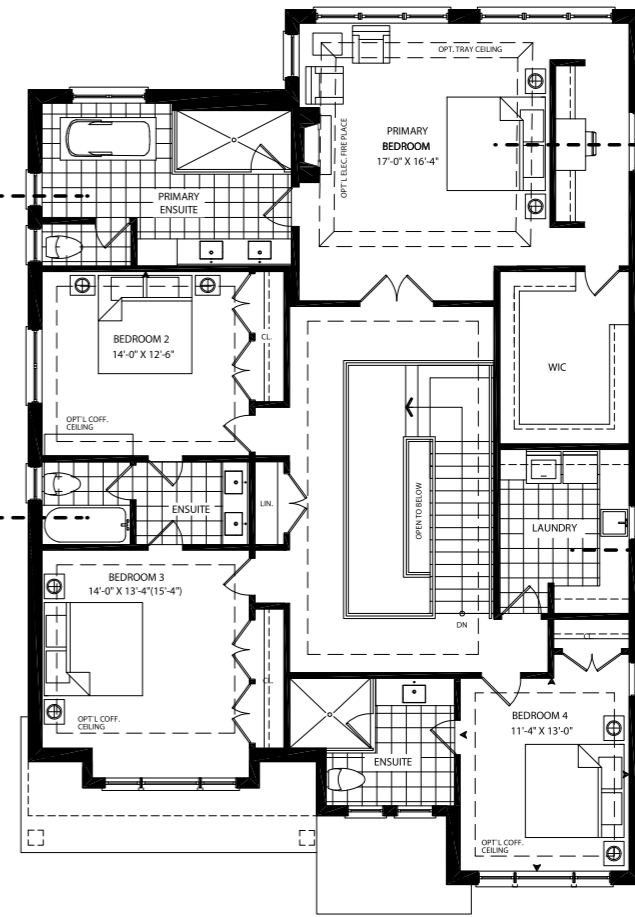 OPT. TRAY CEILING
PRIMARY
BEDROOM
17'-0" X 16'-4"
OPT'L ELEC. FIRE PLACE
PRIMARY
ENSUITE
BEDROOM 2
14'-0" X 12'-6"
CL.
WIC
OPT'L COFF.
CEILING
ENSUITE
LIN.
OPEN TO BELOW
LAUNDRY
BEDROOM 3
14'-0" X 13'-4"(15'-4")
DN
CL.
CL.
OPT'L COFF.
CEILING
BEDROOM 4
11'-4" X 13'-0"
ENSUITE
OPT'L COFF.
CEILING